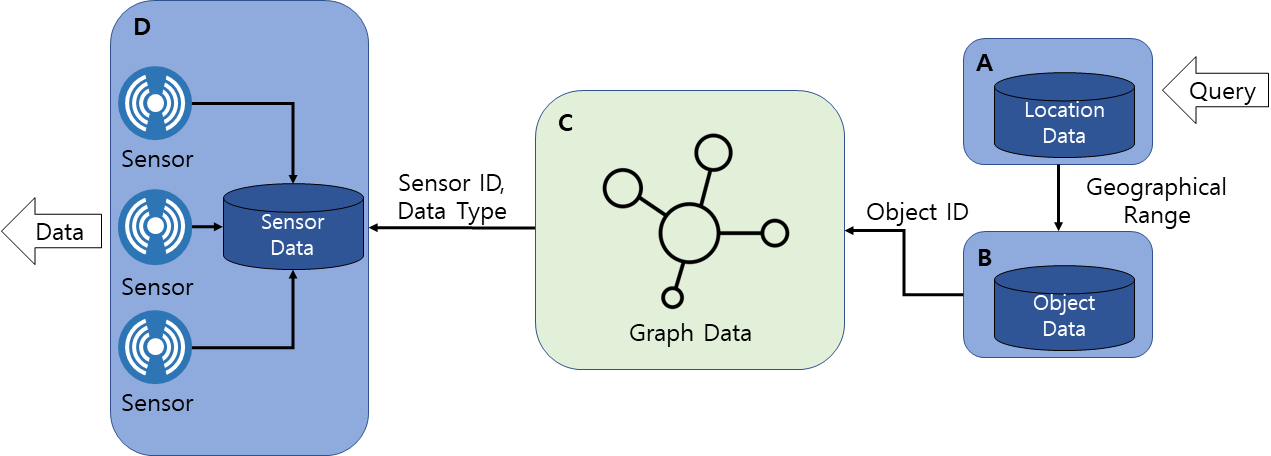 D
Sensor
Sensor
Sensor
Sensor
Data
Data
Sensor ID,
Data Type
C
Graph Data
Object ID
A
Location
Data
Query
Geographical
Range
B
Object
Data